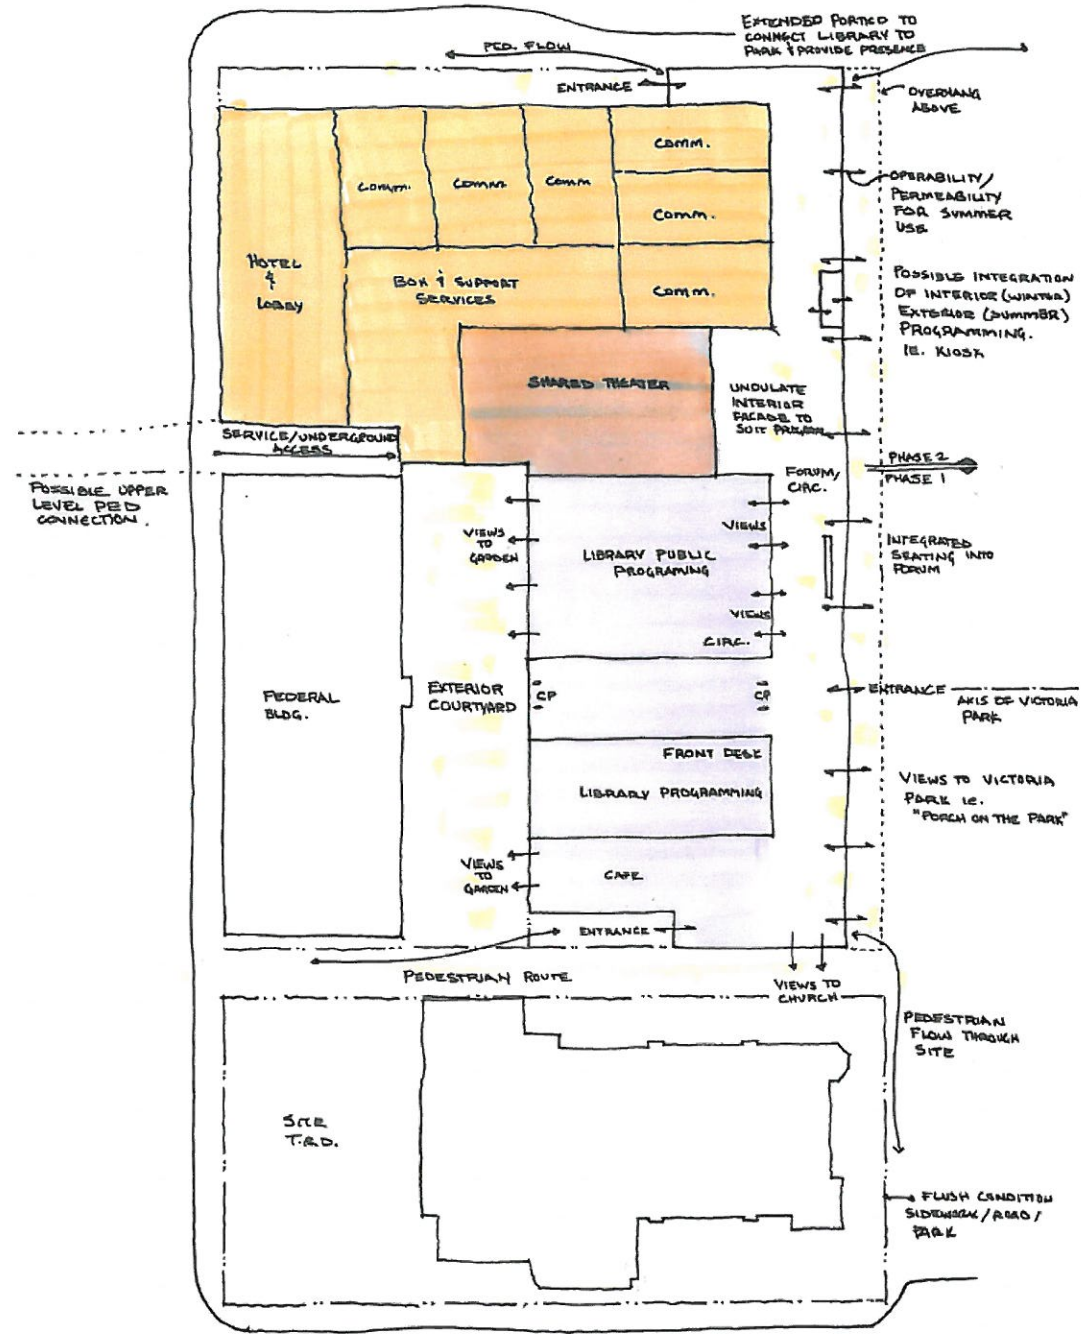 EXTENDED PORTICO TO
CONNECT LIBRARY TO
PARK & PROVIDE PRESENCE
PED. FLOW
ENTRANCE
OVERHANG
ABOVE
COMM.
COMM.
COMM.
COMM.
COMM.
COMM.
OPERABILITY/
PERMEABILITY
FOR SUMMER
USE
HOTEL
&
LOBBY
BOX & SUPPORT
SERVICES
POSSIBLE INTEGRATION
OF INTERIOR (WINTER)
EXTERIOR (SUMMER)
PROGRAMMING.
IE. KIOSK
SHARED THEATER
UNDULATE
INTERIOR
FACADE TO
SUIT PROGRAM
SERVICE/UNDERGROUND
ACCESS
PHASE 2
PHASE 1
POSSIBLE UPPER
LEVEL PED
CONNECTION.
FORUM/
CIRC.
VIEWS
TO
GARDEN
VIEWS
LIBRARY PUBLIC
PROGRAMING
INTEGRATED
SEATING INTO
FORUM
VIEWS
CIRC.
FEDERAL
BLDG.
EXTERIOR
COURTYARD
CP
CP
ENTRANCE
AXIS OF VICTORIA
PARK
FRONT DESK
LIBRARY PROGRAMMING
VIEWS TO VICTORIA
PARK ie.
"PORCH ON THE PARK"
VIEWS
TO
GARDEN
CAFE
ENTRANCE
PEDESTRIAN ROUTE
VIEWS TO
CHURCH
PEDESTRIAN
FLOW THROUGH
SITE
SITE
T.B.D.
FLUSH CONDITION
SIDEWALK/ROAD/
PARK